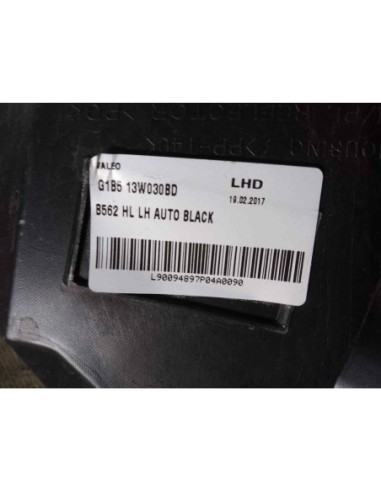 VALEO
G1B5 13W030BD LHD
19.02.2017
B562 HL LH AUTO BLACK
L90094897P04A0090